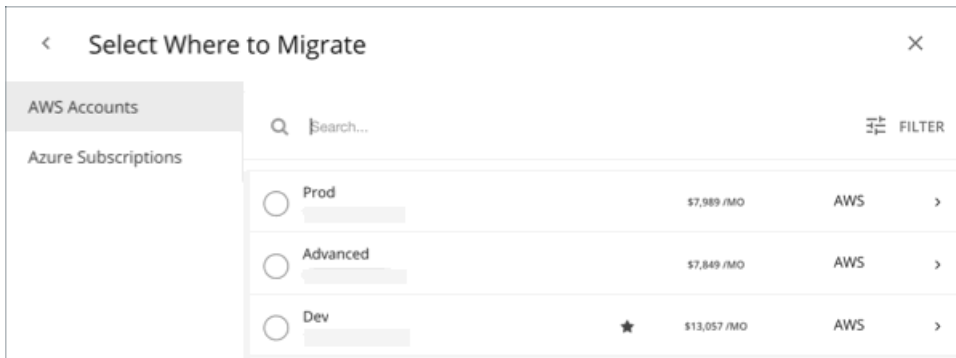 Select Where to Migrate
AWS Accounts
Azure Subscriptions
Search...
FILTER
Prod
$7,989 /MO
AWS
Advanced
$7,849 /MO
AWS
Dev
$13,057 /MO
AWS